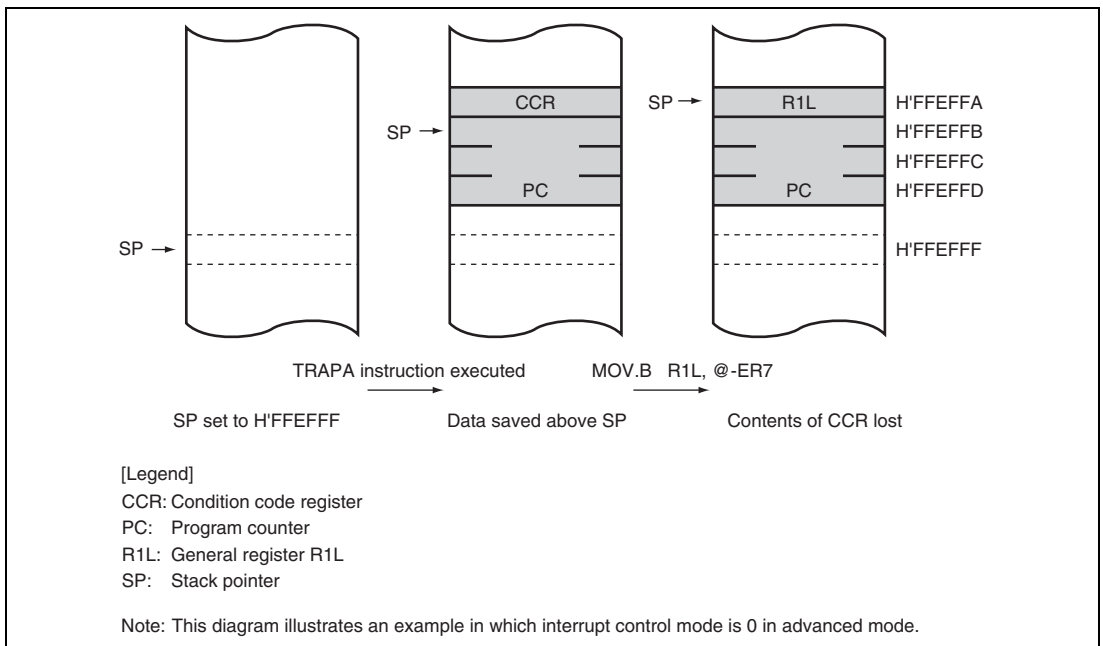 CCR
SP
R1L
H'FFEFFA
SP
H'FFEFFB
H'FFEFFC
PC
PC
H'FFEFFD
SP
H'FFEFFF
TRAPA instruction executed
MOV.B R1L, @-ER7
SP set to H'FFEFFF
Data saved above SP
Contents of CCR lost
[Legend]
CCR: Condition code register
PC: Program counter
R1L: General register R1L
SP: Stack pointer
Note: This diagram illustrates an example in which interrupt control mode is 0 in advanced mode.